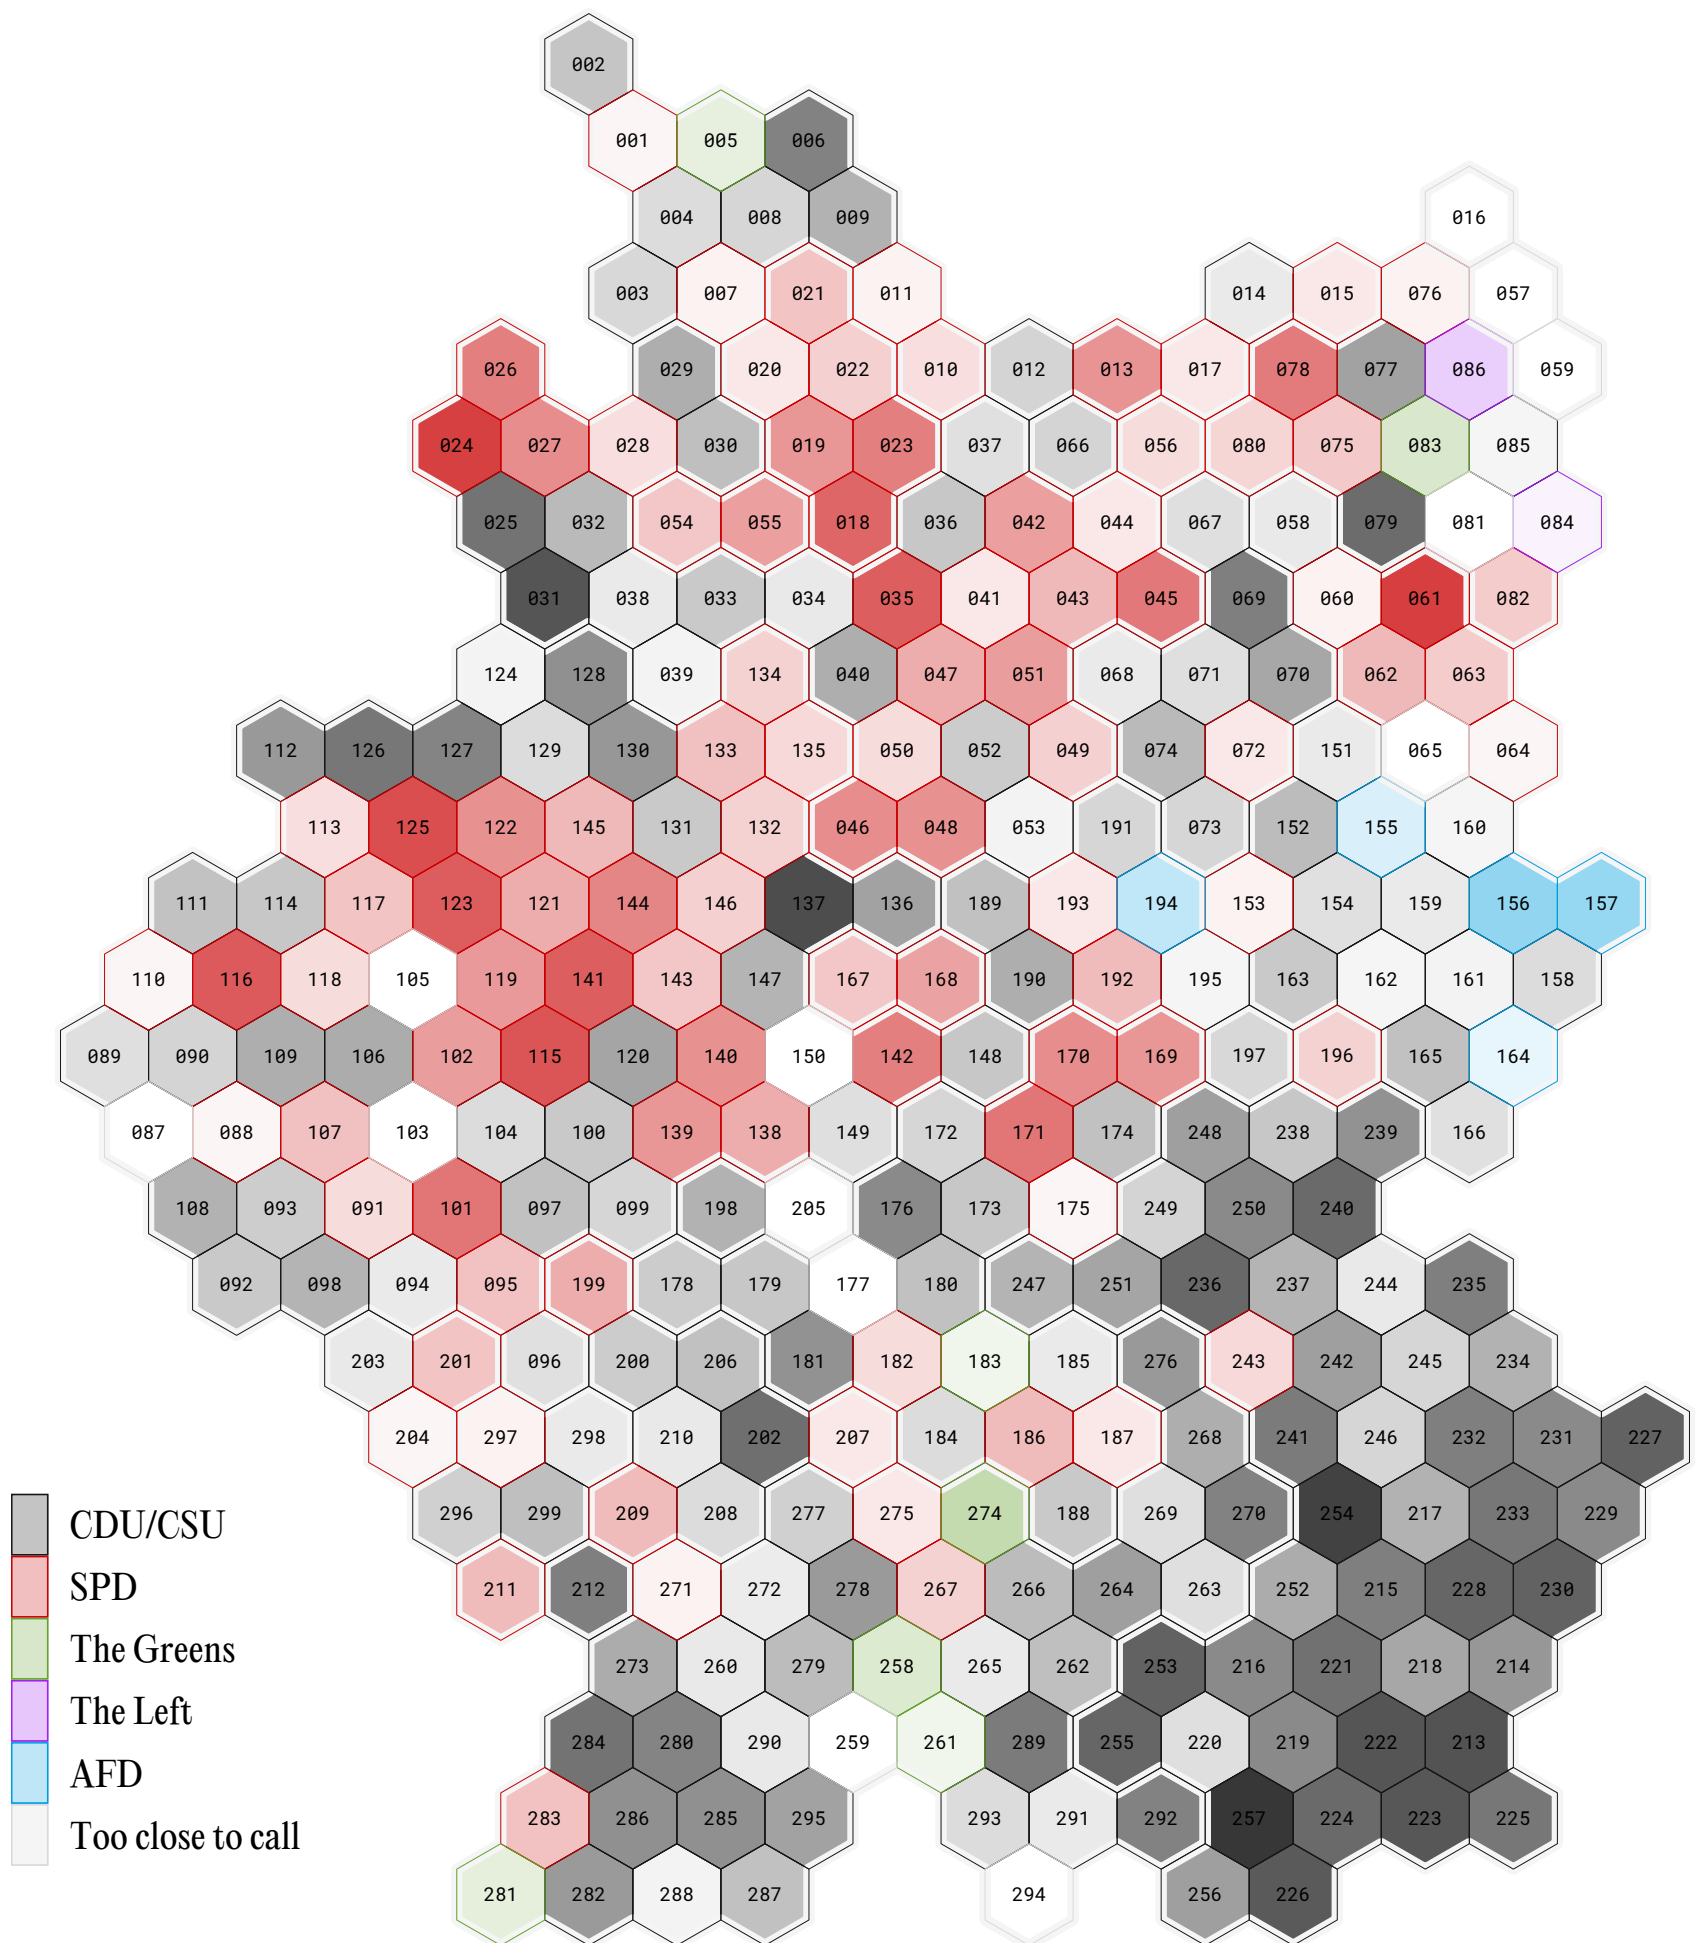 002
001 005 006
004 008 009 016
003 007 021 011 014 015 076 057
026 029 020 022 010 012 013 017 078 077 086 059
024 027 028 030 019 023 037 066 056 080 075 083 085
025 032 054 055 018 036 042 044 067 058 079 081 084
031 038 033 034 035 041 043 045 069 060 061 082
124 128 039 134 040 047 051 068 071 070 062 063
112 126 127 129 130 133 135 050 052 049 074 072 151 065 064
113 125 122 145 131 132 046 048 053 191 073 152 155 160
111 114 117 123 121 144 146 137 136 189 193 194 153 154 159 156 157
110 116 118 105 119 141 143 147 167 168 190 192 195 163 162 161 158
089 090 109 106 102 115 120 140 150 142 148 170 169 197 196 165 164
087 088 107 103 104 100 139 138 149 172 171 174 248 238 239 166
108 093 091 101 097 099 198 205 176 173 175 249 250 240
092 098 094 095 199 178 179 177 180 247 251 236 237 244 235
203 201 096 200 206 181 182 183 185 276 243 242 245 234
204 297 298 210 202 207 184 186 187 268 241 246 232 231 227
296 299 209 208 277 275 274 188 269 270 254 217 233 229
211 212 271 272 278 267 266 264 263 252 215 228 230
273 260 279 258 265 262 253 216 221 218 214
284 280 290 259 261 289 255 220 219 222 213
283 286 285 295 293 291 292 257 224 223 225
281 282 288 287 294 256 226
CDU/CSU
SPD
The Greens
The Left
AFD
Too close to call